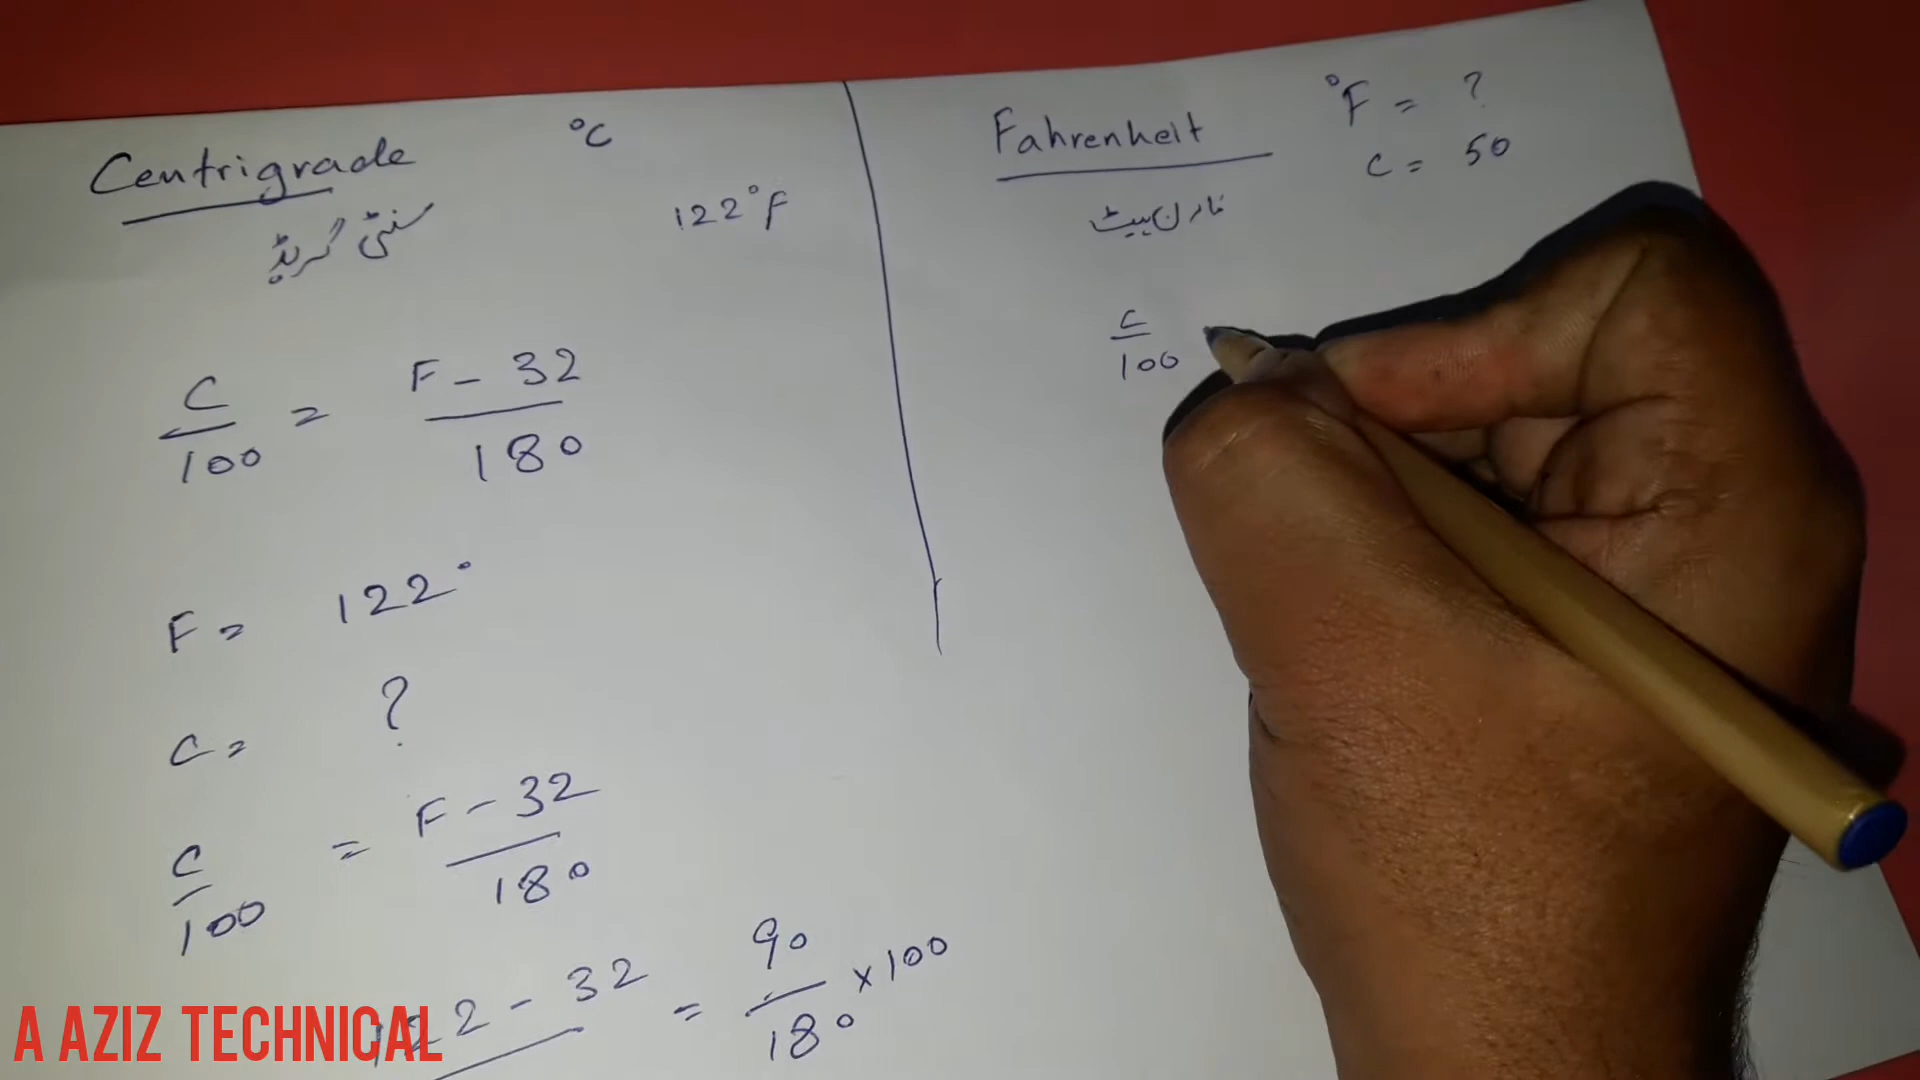 Centrigrade °C
سنٹی گریڈ
122°F
C/100 = F - 32/180
F = 122°
C = ?
C/100 = F - 32/180
122 - 32 = 90/180 x 100
Fahrenheit
فارن ہیٹ
°F = ?
C = 50
C/100
A AZIZ TECHNICAL